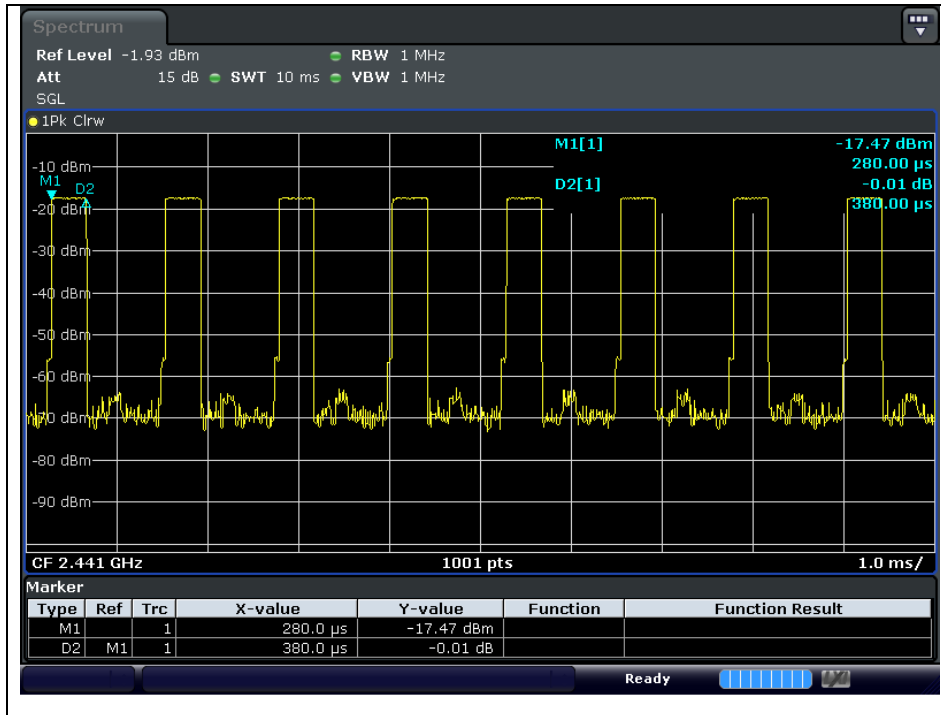 Spectrum
Ref Level -1.93 dBm RBW 1 MHz
Att 15 dB SWT 10 ms VBW 1 MHz
SGL
1Pk Clrw
M1[1] -17.47 dBm
280.00 µs
D2[1] -0.01 dB
380.00 µs
-10 dBm
M1 D2
-20 dBm
-30 dBm
-40 dBm
-50 dBm
-60 dBm
-70 dBm
-80 dBm
-90 dBm
CF 2.441 GHz 1001 pts 1.0 ms/
Marker
Type Ref Trc X-value Y-value Function Function Result
M1 1 280.0 µs -17.47 dBm
D2 M1 1 380.0 µs -0.01 dB
Ready